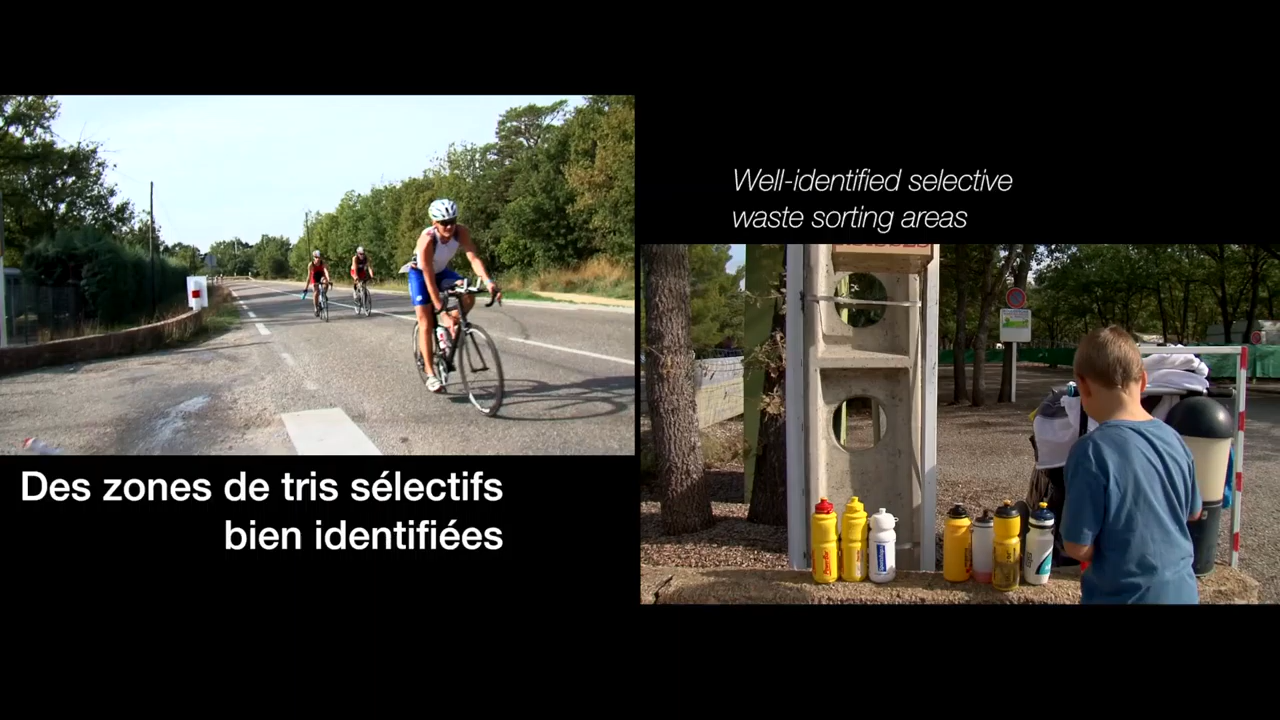 Des zones de tris sélectifs
bien identifiées
Well-identified selective
waste sorting areas